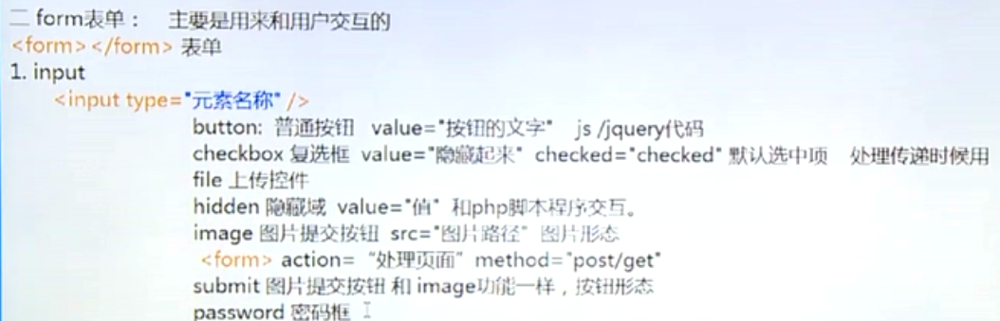 二 form表单： 主要是用来和用户交互的
<form></form> 表单
1. input
<input type="元素名称" />
button: 普通按钮 value="按钮的文字" js /jquery代码
checkbox 复选框 value="隐藏起来" checked="checked" 默认选中项 处理传递时候用
file 上传控件
hidden 隐藏域 value="值" 和php脚本程序交互。
image 图片提交按钮 src="图片路径" 图片形态
<form> action= “处理页面” method="post/get"
submit 图片提交按钮 和 image功能一样，按钮形态
password 密码框